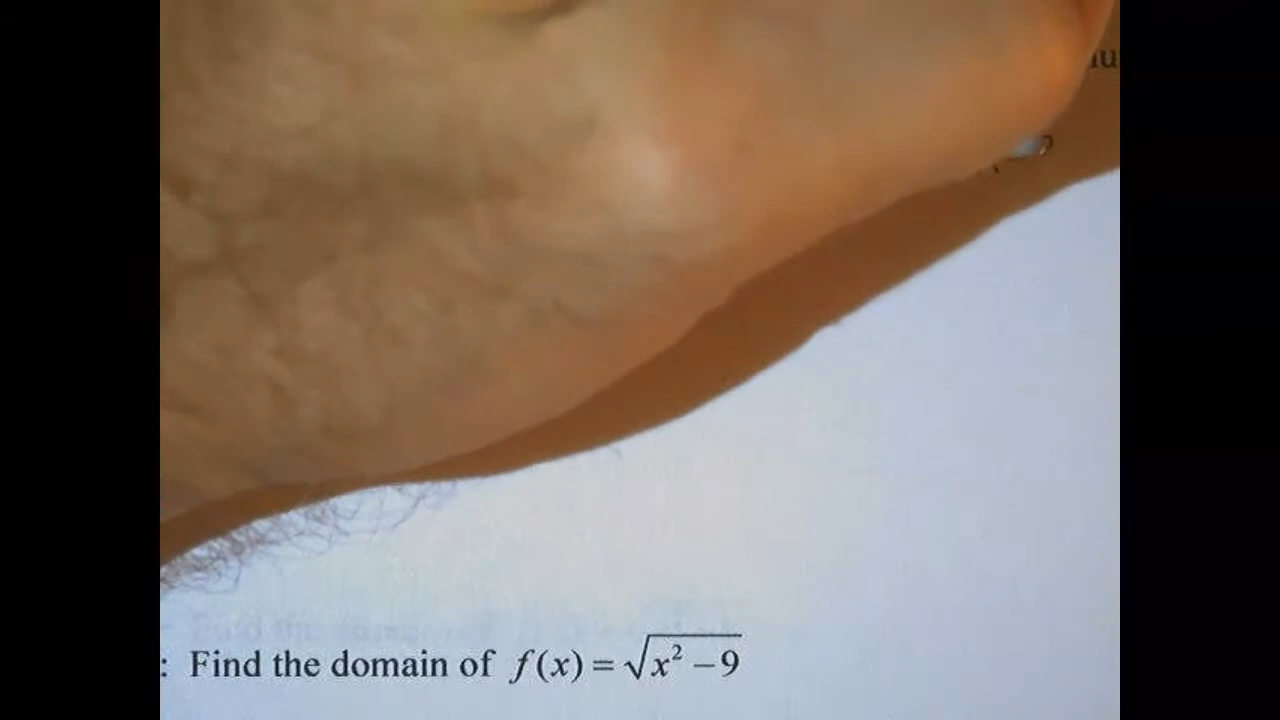 : Find the domain of f(x) = √x² − 9